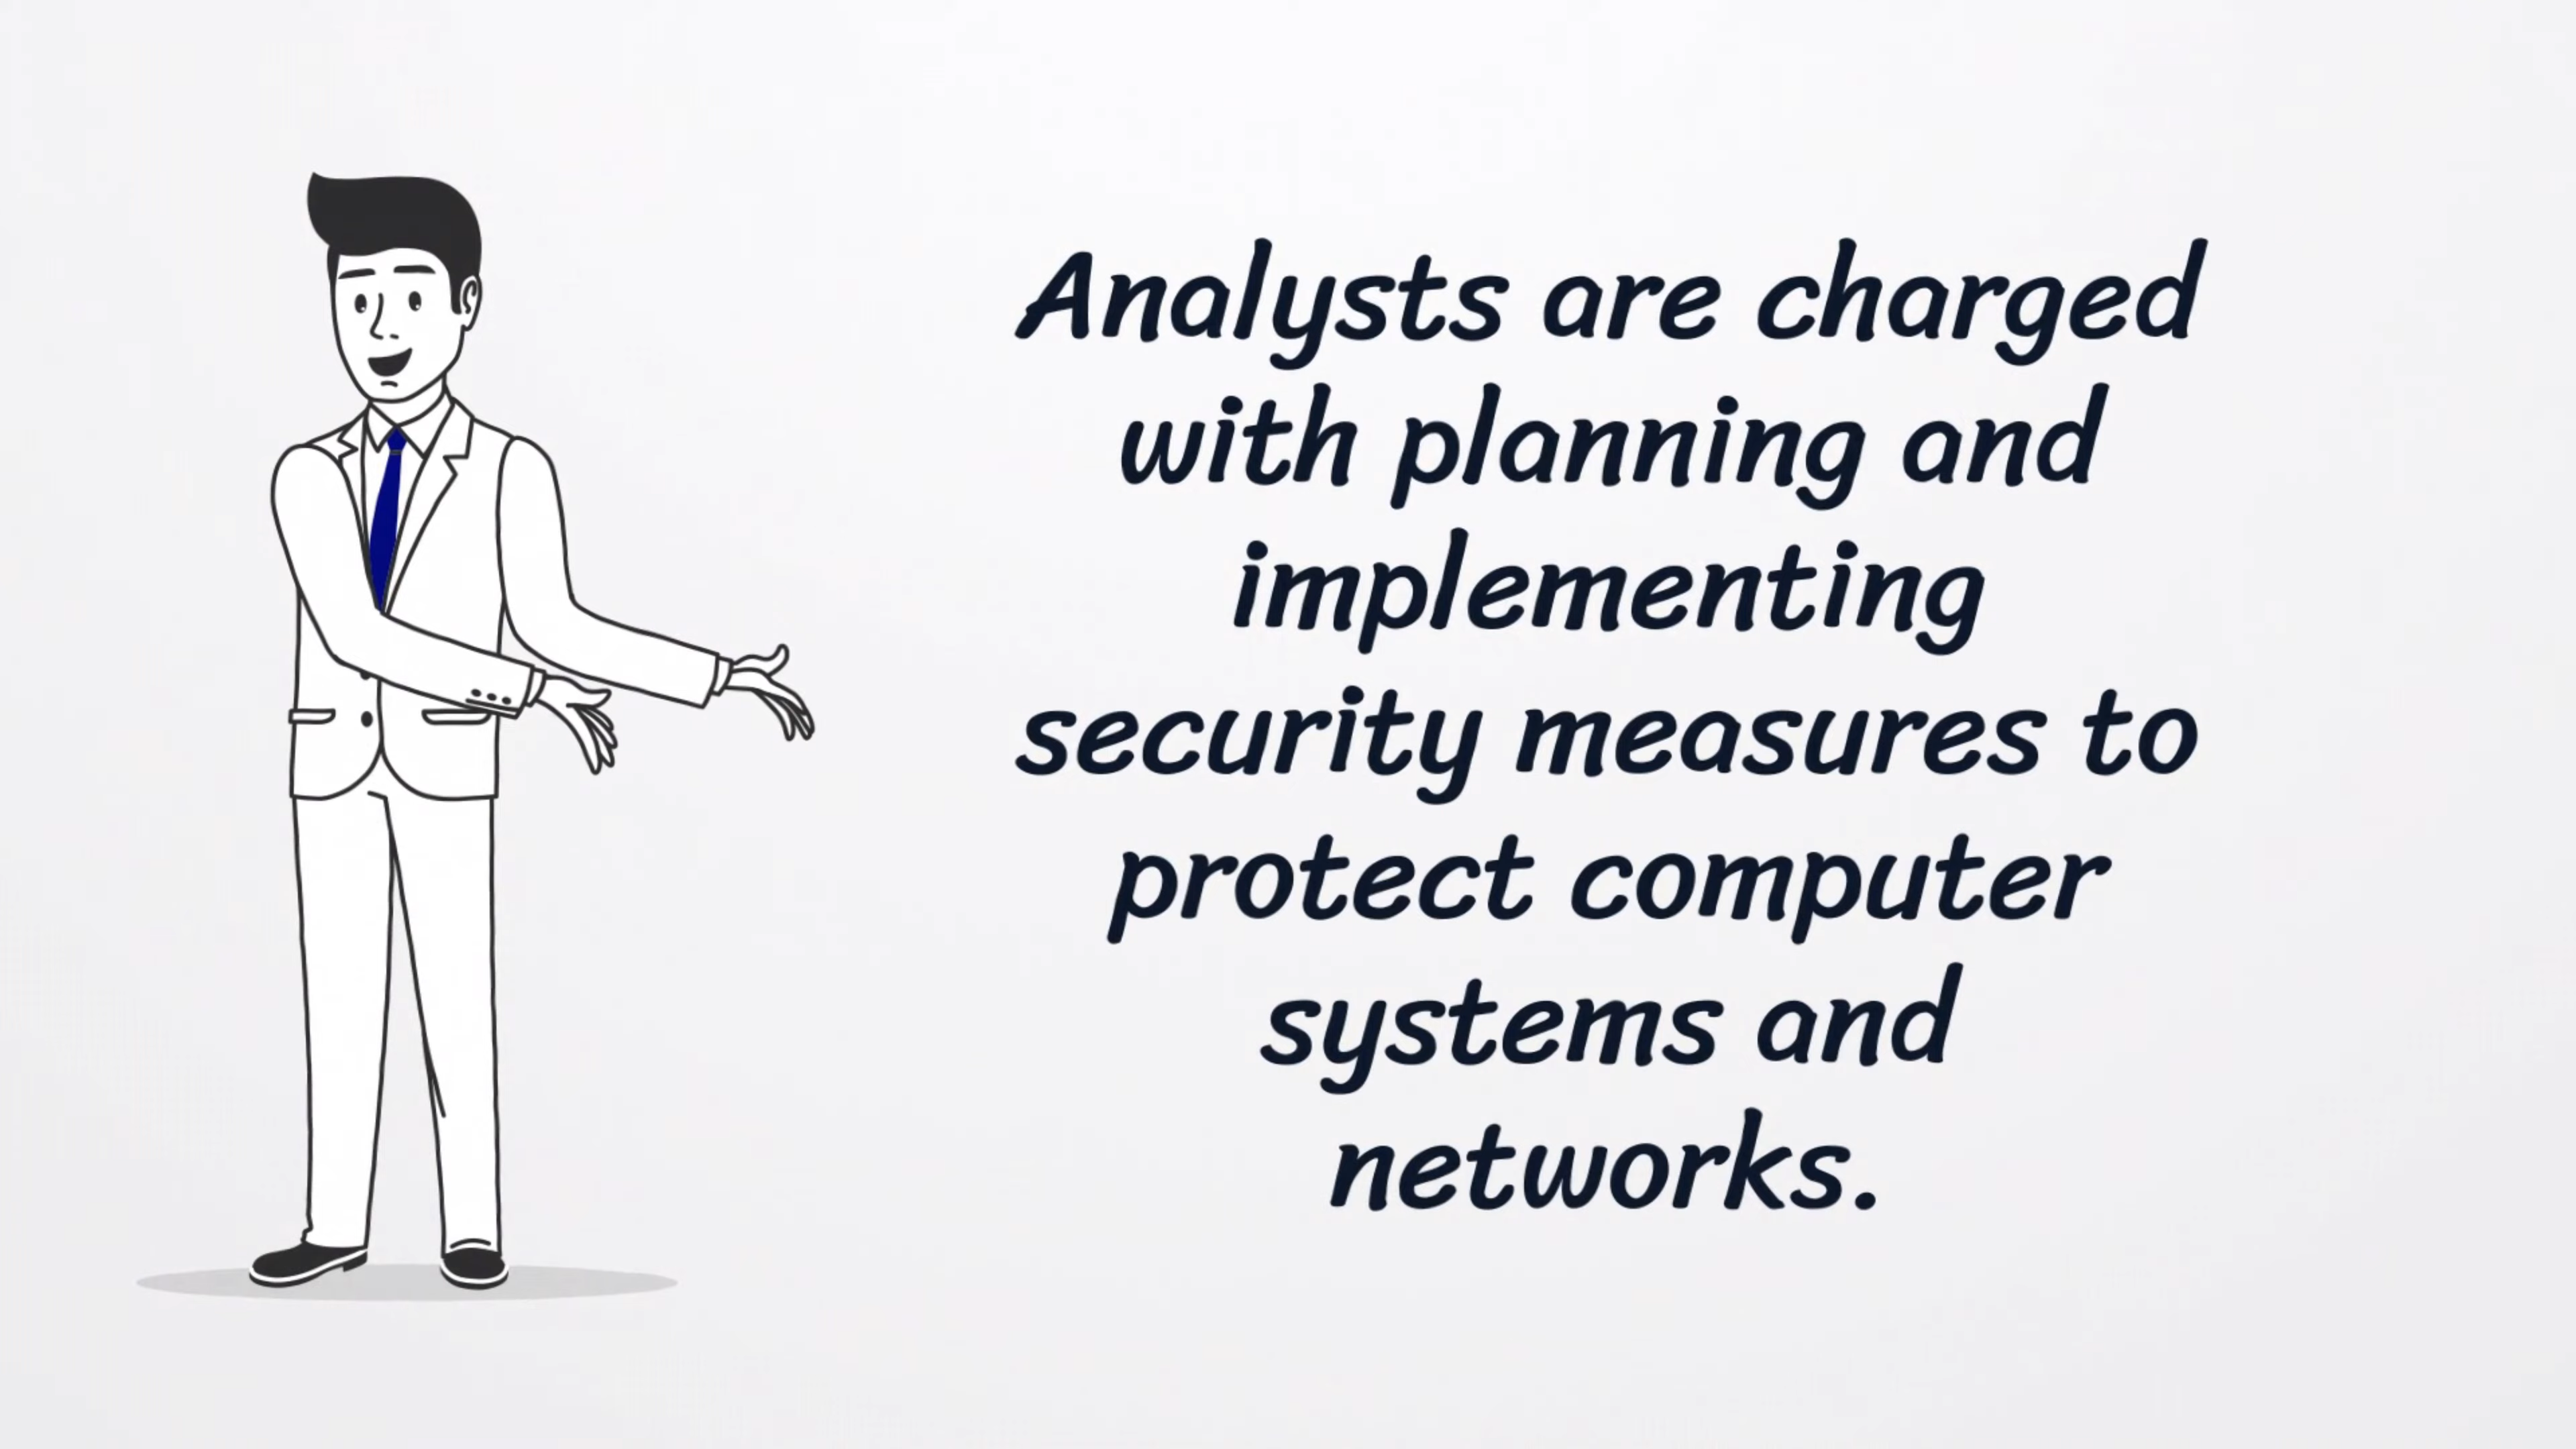 Analysts are charged
with planning and
implementing
security measures to
protect computer
systems and
networks.